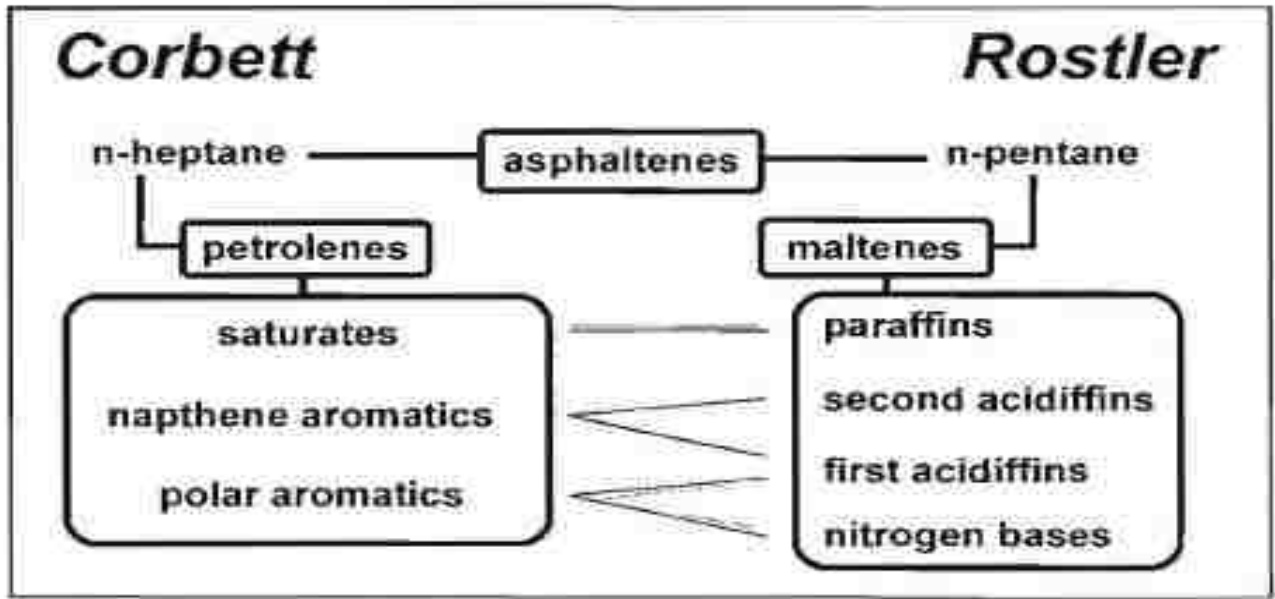 Corbett Rostler
n-heptane asphaltenes n-pentane
petrolenes maltenes
saturates paraffins
napthene aromatics second acidiffins
polar aromatics first acidiffins
nitrogen bases